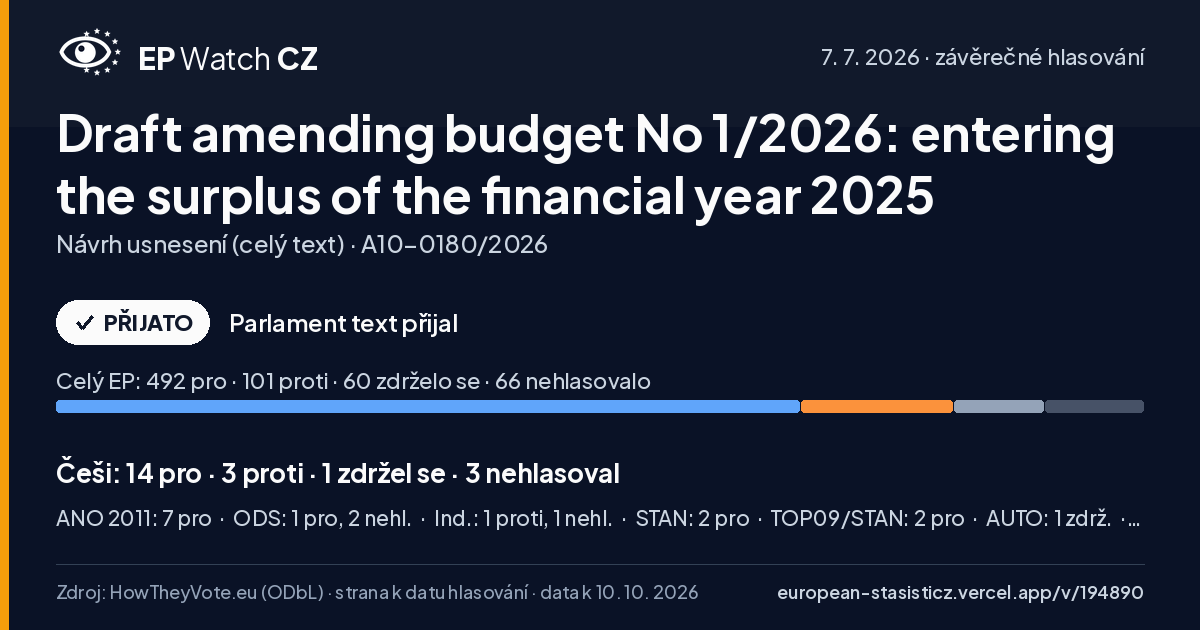 EP Watch CZ
7. 7. 2026 · závěrečné hlasování
Draft amending budget No 1/2026: entering
the surplus of the financial year 2025
Návrh usnesení (celý text) · A10-0180/2026
✓ PŘIJATO Parlament text přijal
Celý EP: 492 pro · 101 proti · 60 zdrželo se · 66 nehlasovalo
Češi: 14 pro · 3 proti · 1 zdržel se · 3 nehlasoval
ANO 2011: 7 pro · ODS: 1 pro, 2 nehl. · Ind.: 1 proti, 1 nehl. · STAN: 2 pro · TOP09/STAN: 2 pro · AUTO: 1 zdrž. ·…
Zdroj: HowTheyVote.eu (ODbL) · strana k datu hlasování · data k 10. 10. 2026
european-stasisticz.vercel.app/v/194890